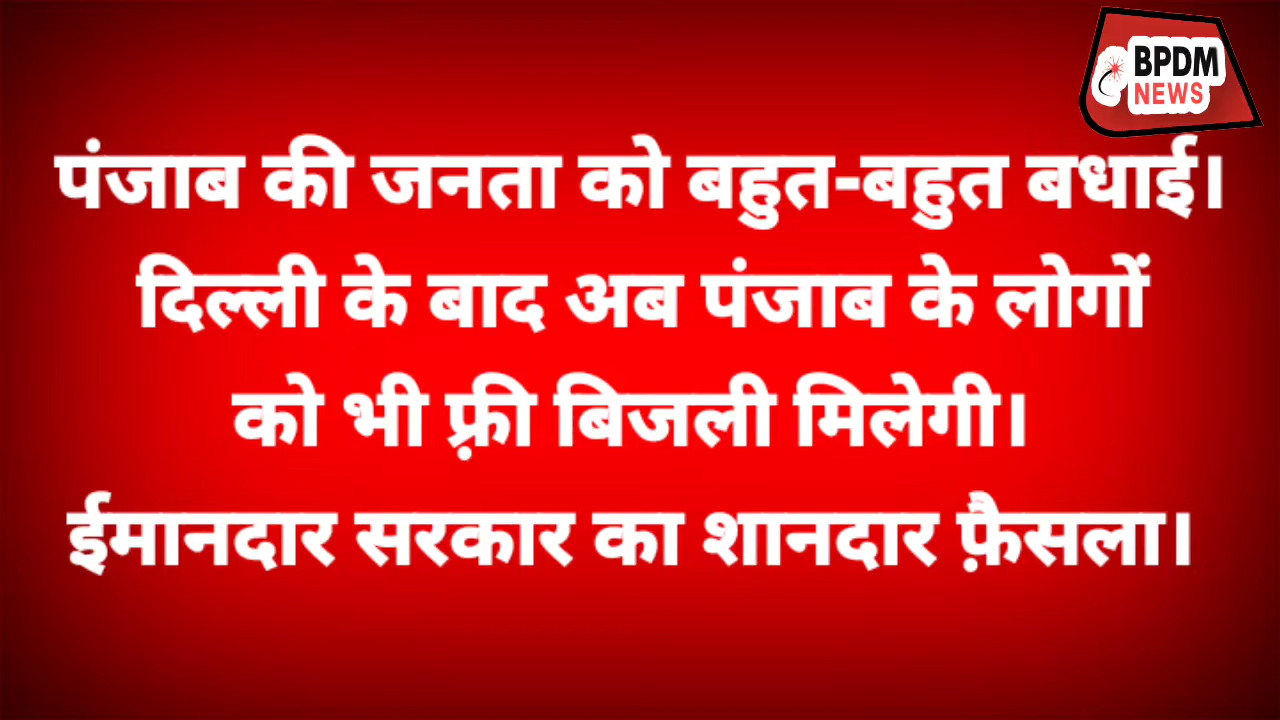 BPDM
NEWS
पंजाब की जनता को बहुत-बहुत बधाई।
दिल्ली के बाद अब पंजाब के लोगों
को भी फ़्री बिजली मिलेगी।
ईमानदार सरकार का शानदार फ़ैसला।